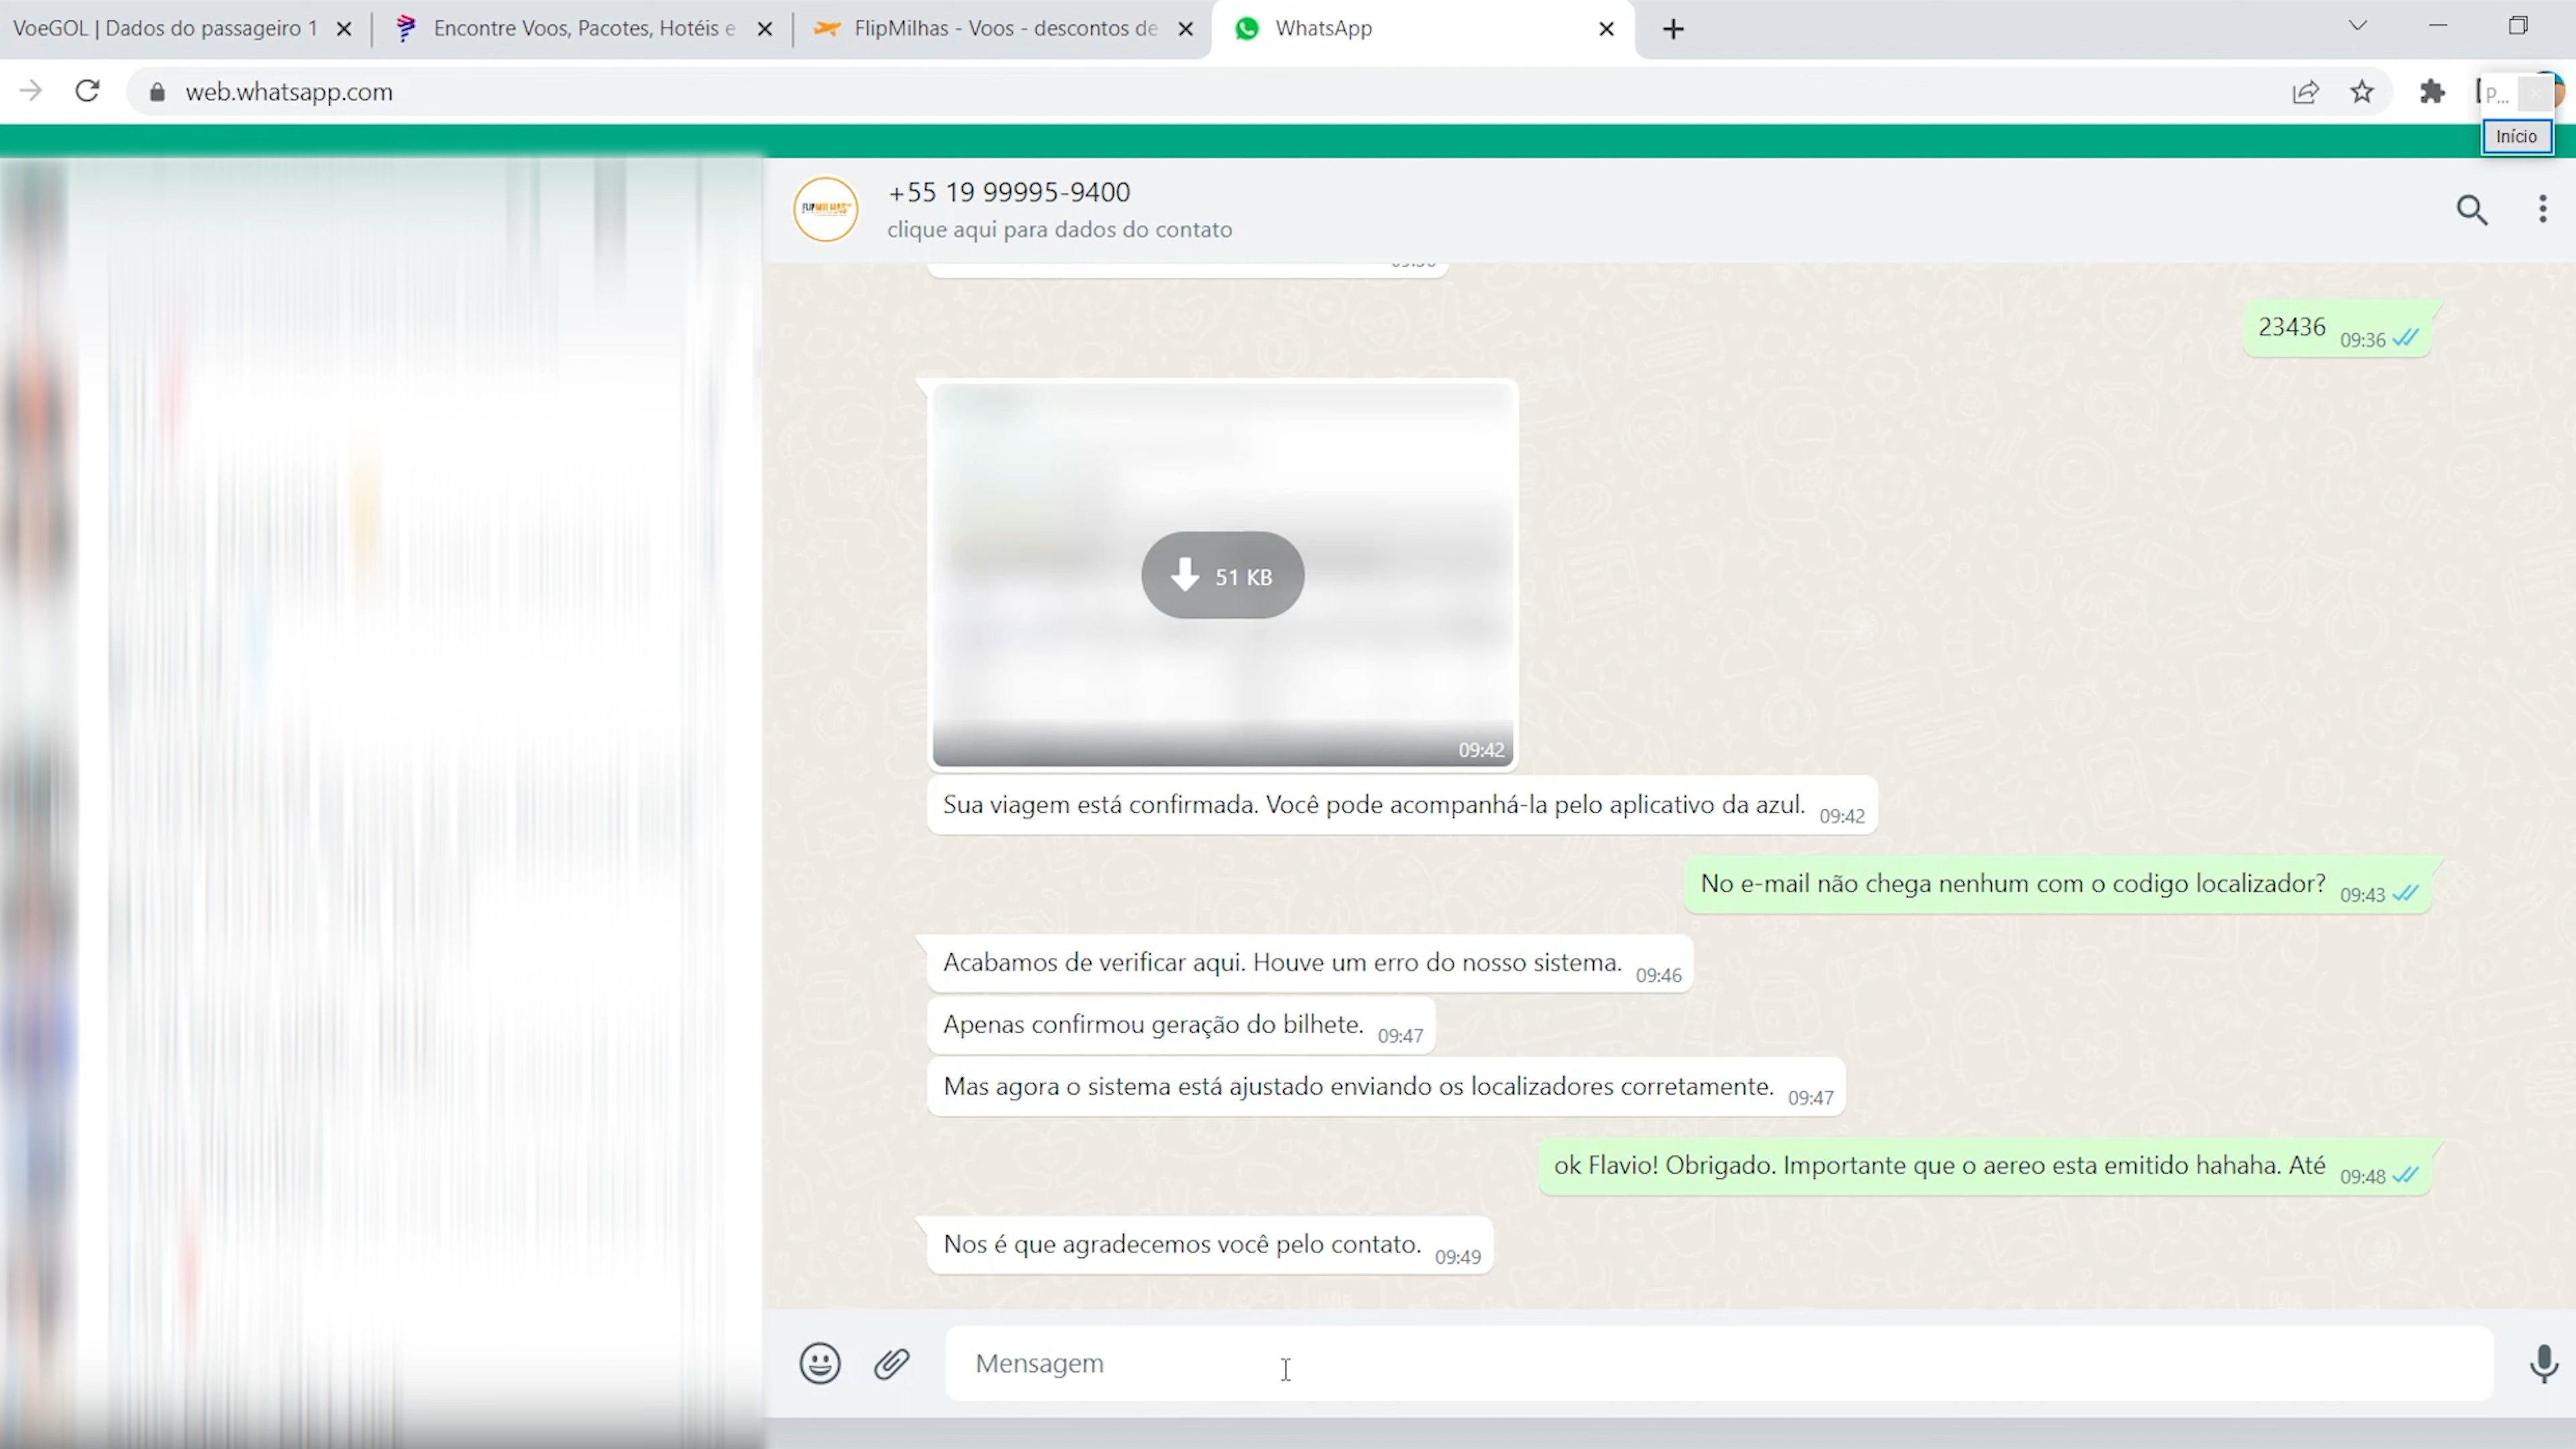 VoeGOL | Dados do passageiro 1
Encontre Voos, Pacotes, Hotéis e
FlipMilhas - Voos - descontos de
WhatsApp
web.whatsapp.com
P...
Início
+55 19 99995-9400
clique aqui para dados do contato
23436 09:36
51 KB
09:42
Sua viagem está confirmada. Você pode acompanhá-la pelo aplicativo da azul. 09:42
No e-mail não chega nenhum com o codigo localizador? 09:43
Acabamos de verificar aqui. Houve um erro do nosso sistema. 09:46
Apenas confirmou geração do bilhete. 09:47
Mas agora o sistema está ajustado enviando os localizadores corretamente. 09:47
ok Flavio! Obrigado. Importante que o aereo esta emitido hahaha. Até 09:48
Nos é que agradecemos você pelo contato. 09:49
Mensagem